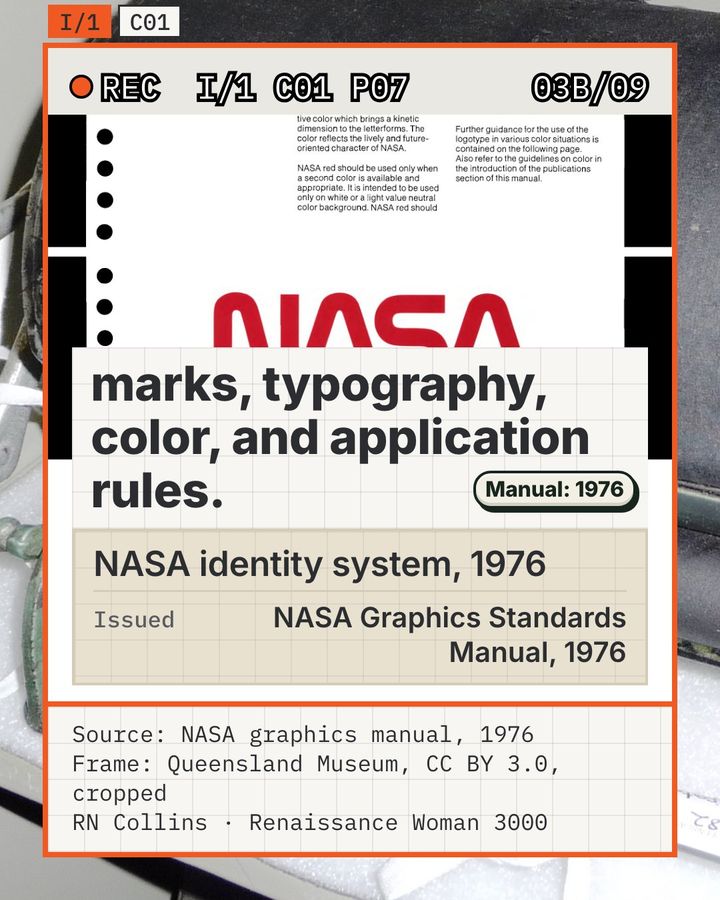 I/1 C01
REC I/1 C01 P07 03B/09
tive color which brings a kinetic
dimension to the letterforms. The
color reflects the lively and future-
oriented character of NASA.
NASA red should be used only when
a second color is available and
appropriate. It is intended to be used
only on white or a light value neutral
color background. NASA red should
Further guidance for the use of the
logotype in various color situations is
contained on the following page.
Also refer to the guidelines on color in
the introduction of the publications
section of this manual.
NASA
marks, typography,
color, and application
rules.
Manual: 1976
NASA identity system, 1976
Issued NASA Graphics Standards
Manual, 1976
Source: NASA graphics manual, 1976
Frame: Queensland Museum, CC BY 3.0,
cropped
RN Collins · Renaissance Woman 3000